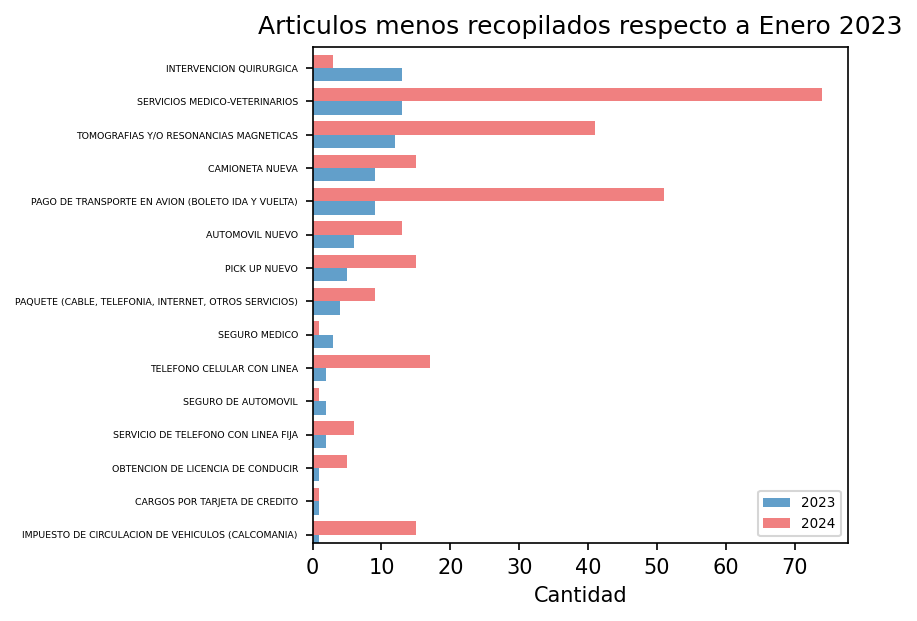 Articulos menos recopilados respecto a Enero 2023
INTERVENCION QUIRURGICA
SERVICIOS MEDICO-VETERINARIOS
TOMOGRAFIAS Y/O RESONANCIAS MAGNETICAS
CAMIONETA NUEVA
PAGO DE TRANSPORTE EN AVION (BOLETO IDA Y VUELTA)
AUTOMOVIL NUEVO
PICK UP NUEVO
PAQUETE (CABLE, TELEFONIA, INTERNET, OTROS SERVICIOS)
SEGURO MEDICO
TELEFONO CELULAR CON LINEA
SEGURO DE AUTOMOVIL
SERVICIO DE TELEFONO CON LINEA FIJA
OBTENCION DE LICENCIA DE CONDUCIR
CARGOS POR TARJETA DE CREDITO
IMPUESTO DE CIRCULACION DE VEHICULOS (CALCOMANIA)
2023
2024
0 10 20 30 40 50 60 70
Cantidad